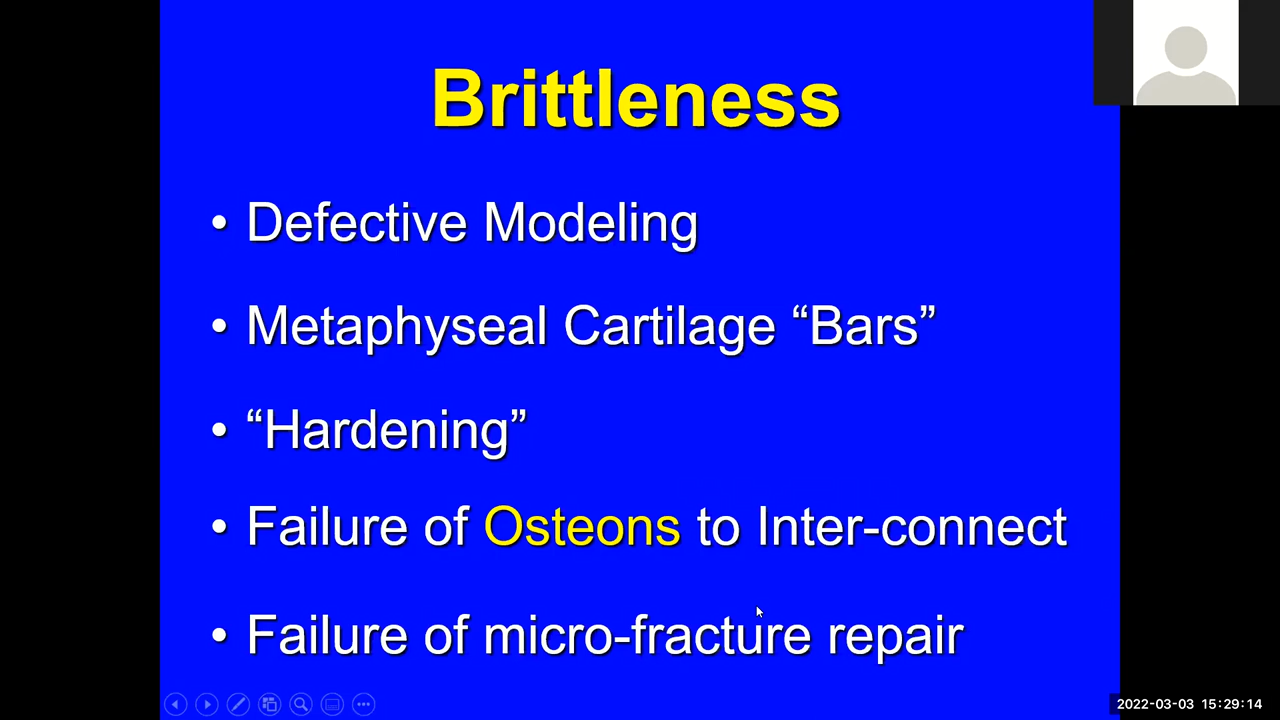 Brittleness
• Defective Modeling
• Metaphyseal Cartilage “Bars”
• “Hardening”
• Failure of Osteons to Inter-connect
• Failure of micro-fracture repair
2022-03-03 15:29:14